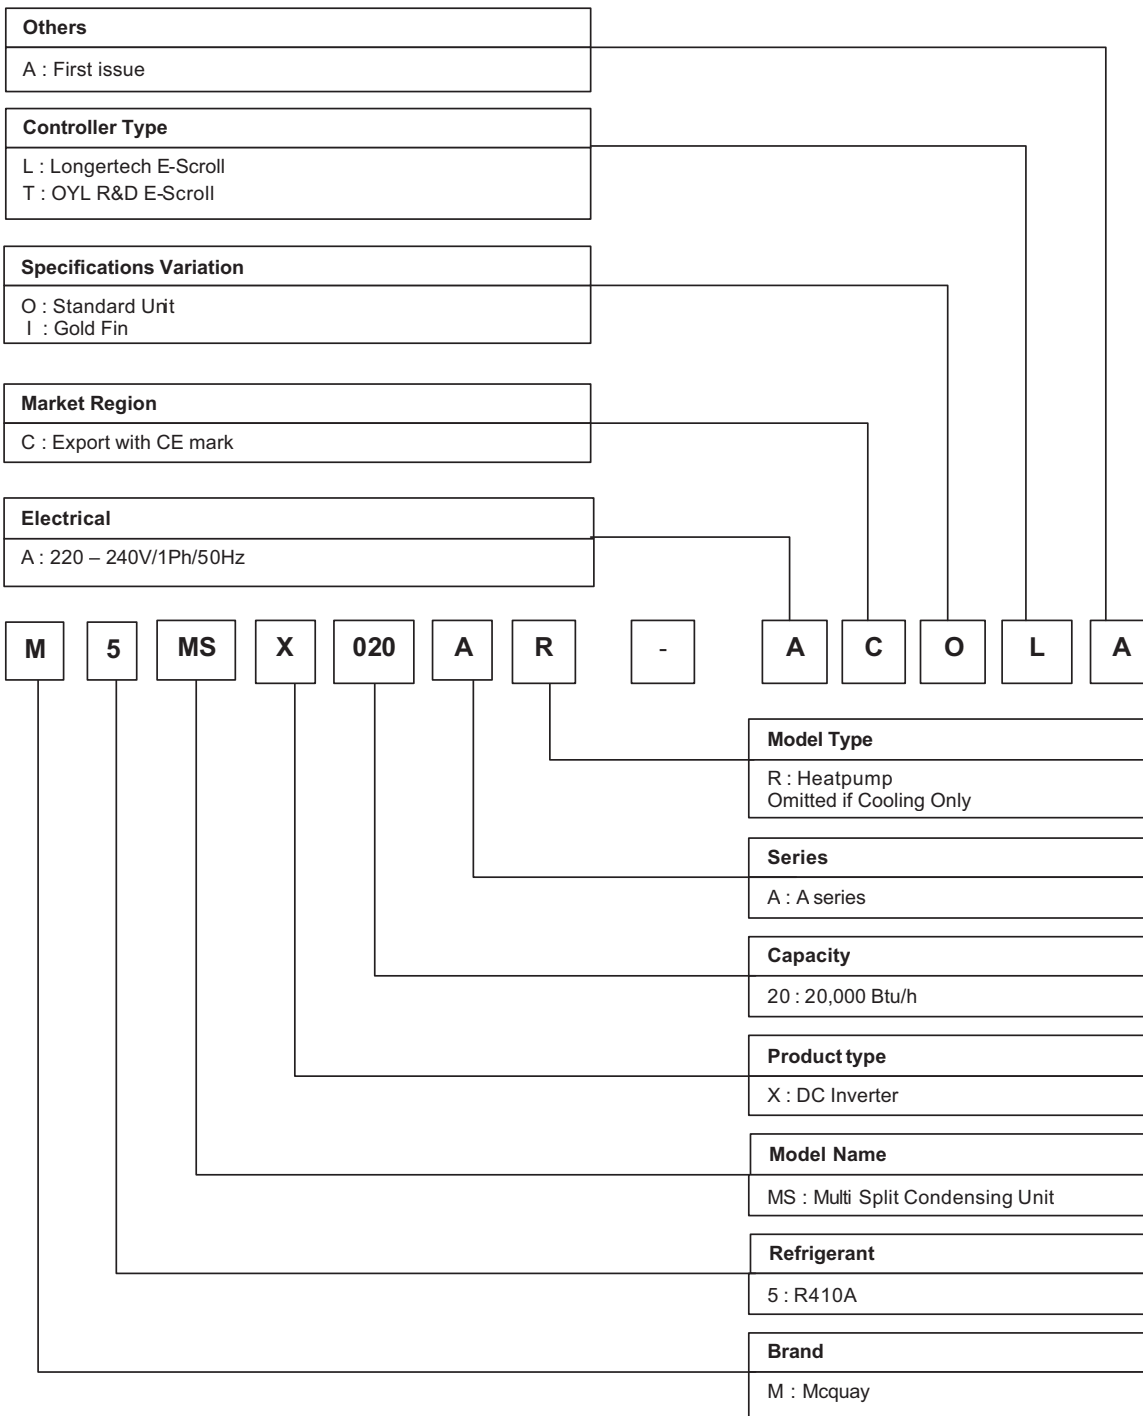 Others
A : First issue
Controller Type
L : Longertech E-Scroll
T : OYL R&D E-Scroll
Specifications Variation
O : Standard Unit
I : Gold Fin
Market Region
C : Export with CE mark
Electrical
A : 220 – 240V/1Ph/50Hz
M 5 MS X 020 A R - A C O L A
Model Type
R : Heatpump
Omitted if Cooling Only
Series
A : A series
Capacity
20 : 20,000 Btu/h
Product type
X : DC Inverter
Model Name
MS : Multi Split Condensing Unit
Refrigerant
5 : R410A
Brand
M : Mcquay